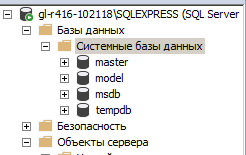 gl-r416-102118\SQLEXPRESS (SQL Server
Базы данных
Системные базы данных
master
model
msdb
tempdb
Безопасность
Объекты сервера